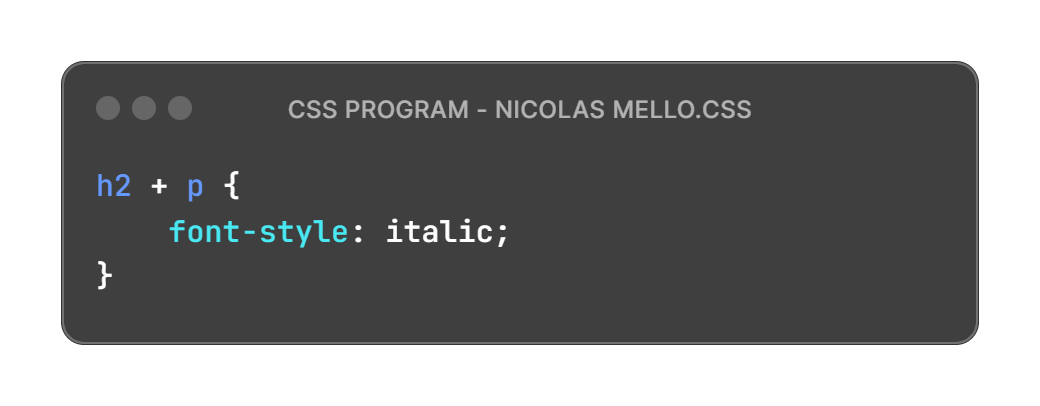 CSS PROGRAM - NICOLAS MELLO.CSS
h2 + p {
    font-style: italic;
}